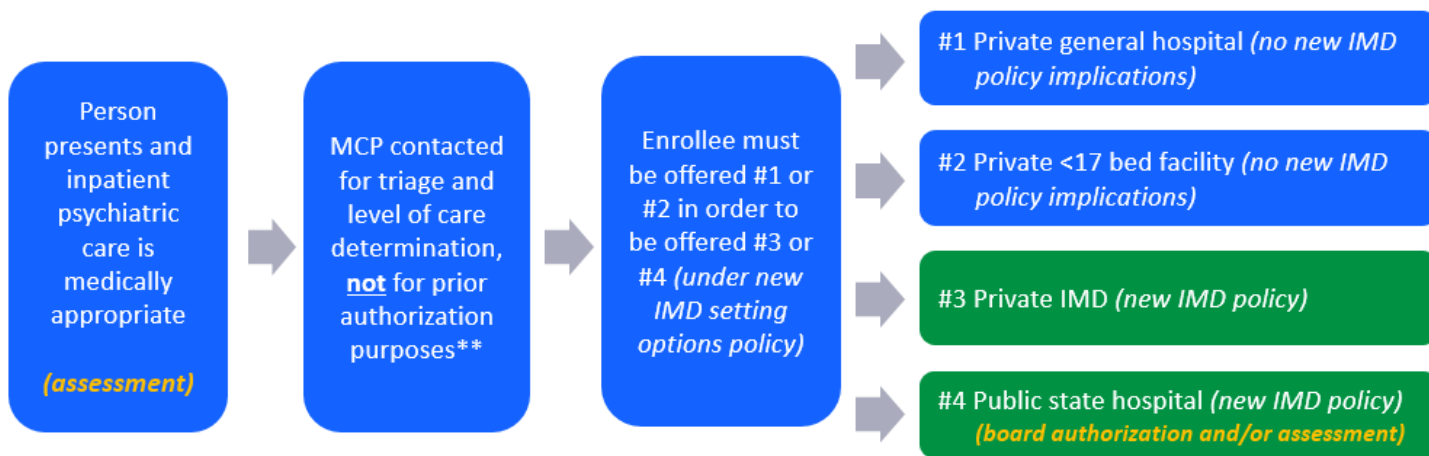 Person
presents and
inpatient
psychiatric
care is
medically
appropriate
(assessment)
MCP contacted
for triage and
level of care
determination,
not for prior
authorization
purposes**
Enrollee must
be offered #1 or
#2 in order to
be offered #3 or
#4 (under new
IMD setting
options policy)
#1 Private general hospital (no new IMD
policy implications)
#2 Private <17 bed facility (no new IMD
policy implications)
#3 Private IMD (new IMD policy)
#4 Public state hospital (new IMD policy)
(board authorization and/or assessment)